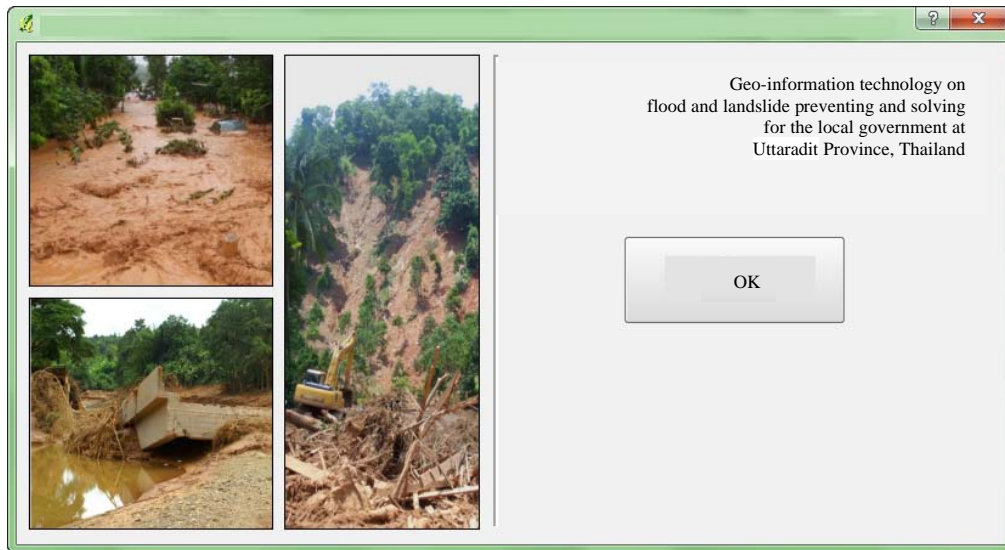 Geo-information technology on
flood and landslide preventing and solving
for the local government at
Uttaradit Province, Thailand
OK